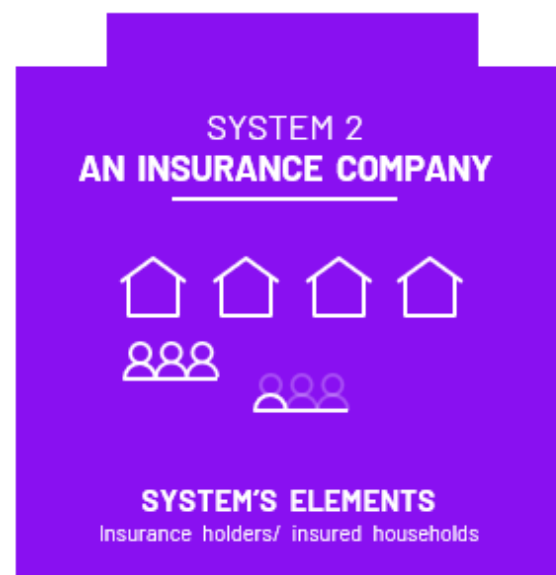 SYSTEM 2
AN INSURANCE COMPANY
SYSTEM'S ELEMENTS
Insurance holders/ insured households